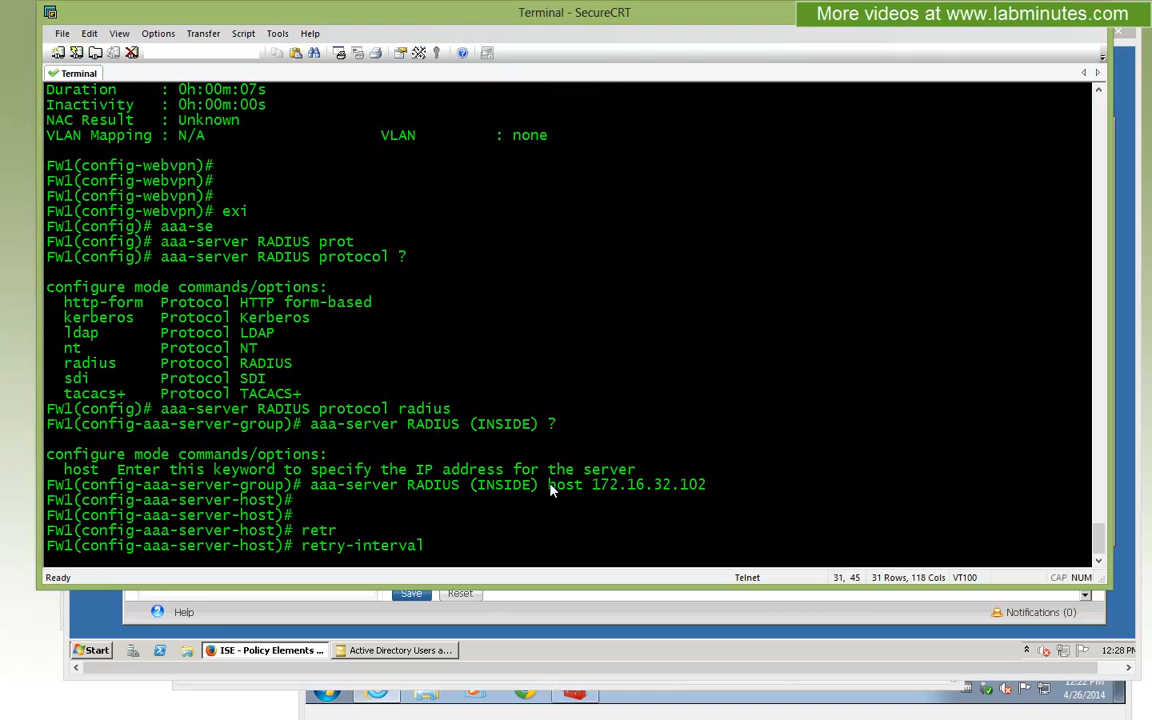 Terminal - SecureCRT
More videos at www.labminutes.com
File Edit View Options Transfer Script Tools Help
Terminal
Duration : 0h:00m:07s
Inactivity : 0h:00m:00s
NAC Result : Unknown
VLAN Mapping : N/A VLAN : none
FW1(config-webvpn)#
FW1(config-webvpn)#
FW1(config-webvpn)#
FW1(config-webvpn)# exi
FW1(config)# aaa-se
FW1(config)# aaa-server RADIUS prot
FW1(config)# aaa-server RADIUS protocol ?
configure mode commands/options:
http-form Protocol HTTP form-based
kerberos Protocol Kerberos
ldap Protocol LDAP
nt Protocol NT
radius Protocol RADIUS
sdi Protocol SDI
tacacs+ Protocol TACACS+
FW1(config)# aaa-server RADIUS protocol radius
FW1(config-aaa-server-group)# aaa-server RADIUS (INSIDE) ?
configure mode commands/options:
host Enter this keyword to specify the IP address for the server
FW1(config-aaa-server-group)# aaa-server RADIUS (INSIDE) host 172.16.32.102
FW1(config-aaa-server-host)#
FW1(config-aaa-server-host)#
FW1(config-aaa-server-host)# retr
FW1(config-aaa-server-host)# retry-interval
Ready Telnet 31, 45 31 Rows, 118 Cols VT100 CAP NUM
Save Reset
Help Notifications (0)
Start ISE - Policy Elements ... Active Directory Users a... 12:28 PM
12:22 PM
4/26/2014